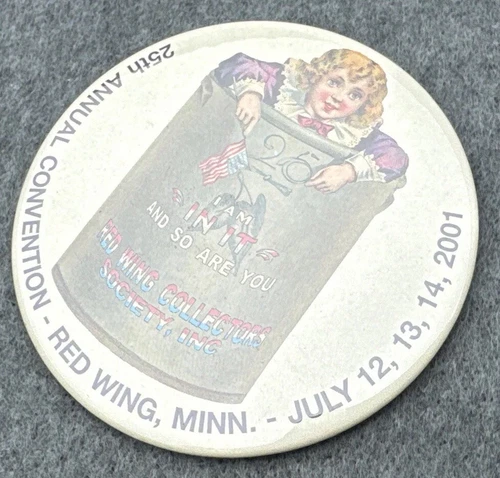 25th ANNUAL CONVENTION - RED WING, MINN. - JULY 12, 13, 14, 2001
25
I AM
IN IT
AND SO ARE YOU
RED WING COLLECTORS
SOCIETY, INC